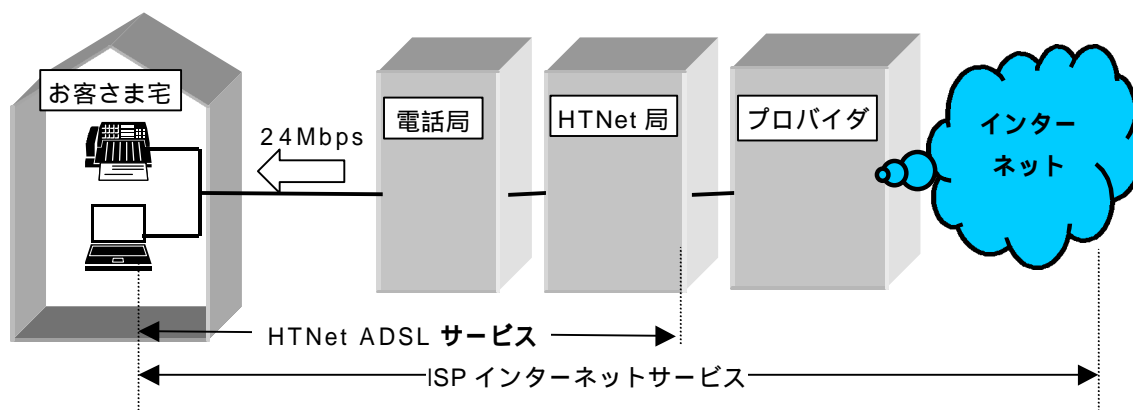 お客さま宅
24Mbps
電話局
HTNet 局
プロバイダ
インター
ネット
HTNet ADSL サービス
ISP インターネットサービス